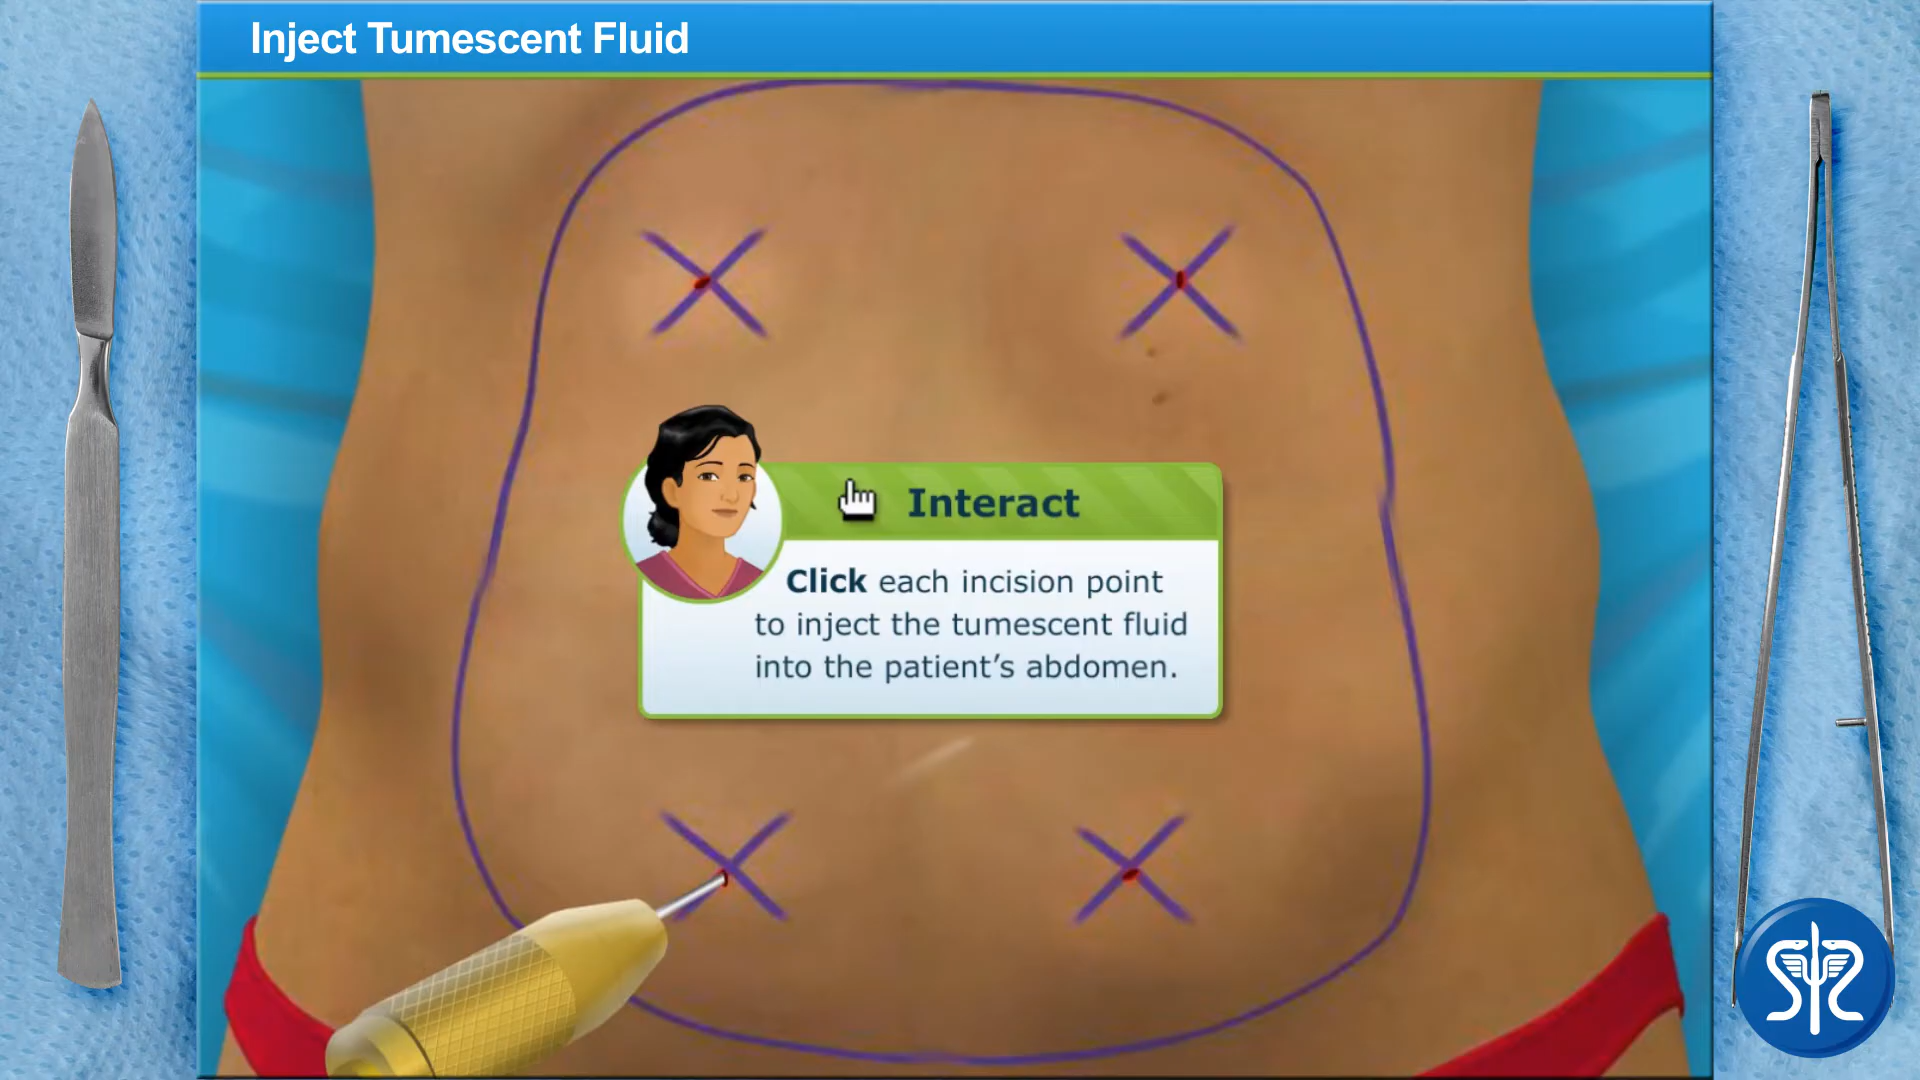 Inject Tumescent Fluid
Interact
Click each incision point
to inject the tumescent fluid
into the patient’s abdomen.